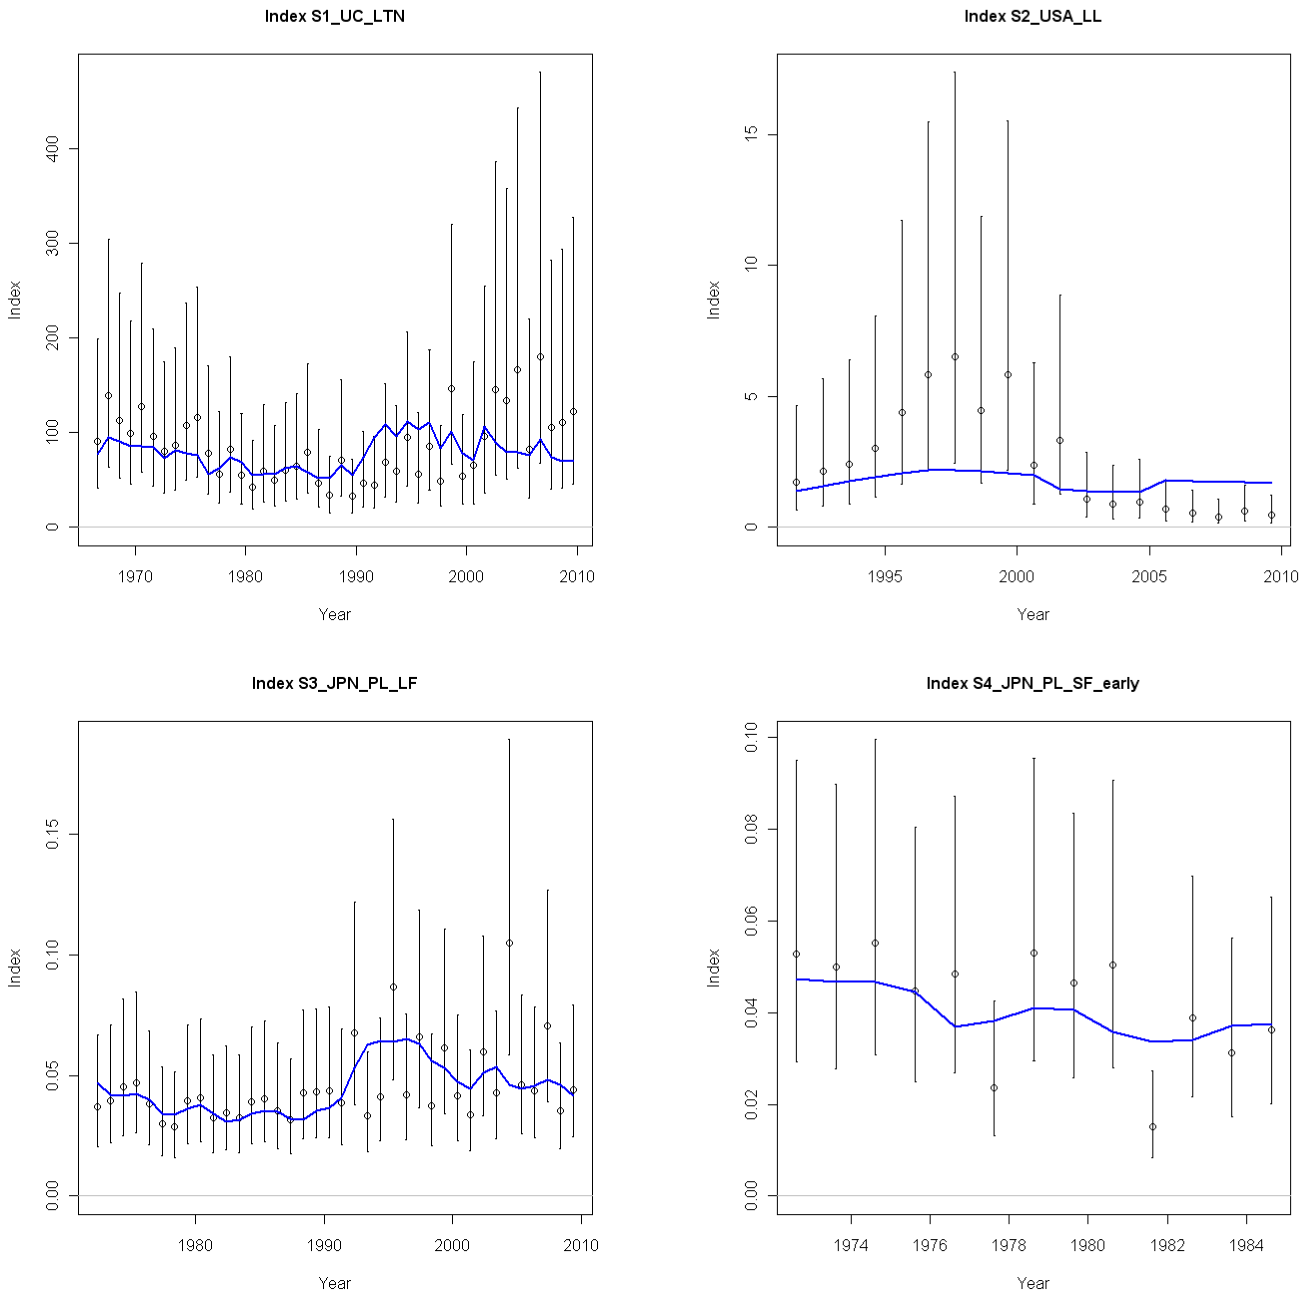 Index S1_UC_LTN
Index
400
300
200
100
0
1970 1980 1990 2000 2010
Year
Index S2_USA_LL
Index
15
10
5
0
1995 2000 2005 2010
Year
Index S3_JPN_PL_LF
Index
0.15
0.10
0.05
0.00
1980 1990 2000 2010
Year
Index S4_JPN_PL_SF_early
Index
0.10
0.08
0.06
0.04
0.02
0.00
1974 1976 1978 1980 1982 1984
Year